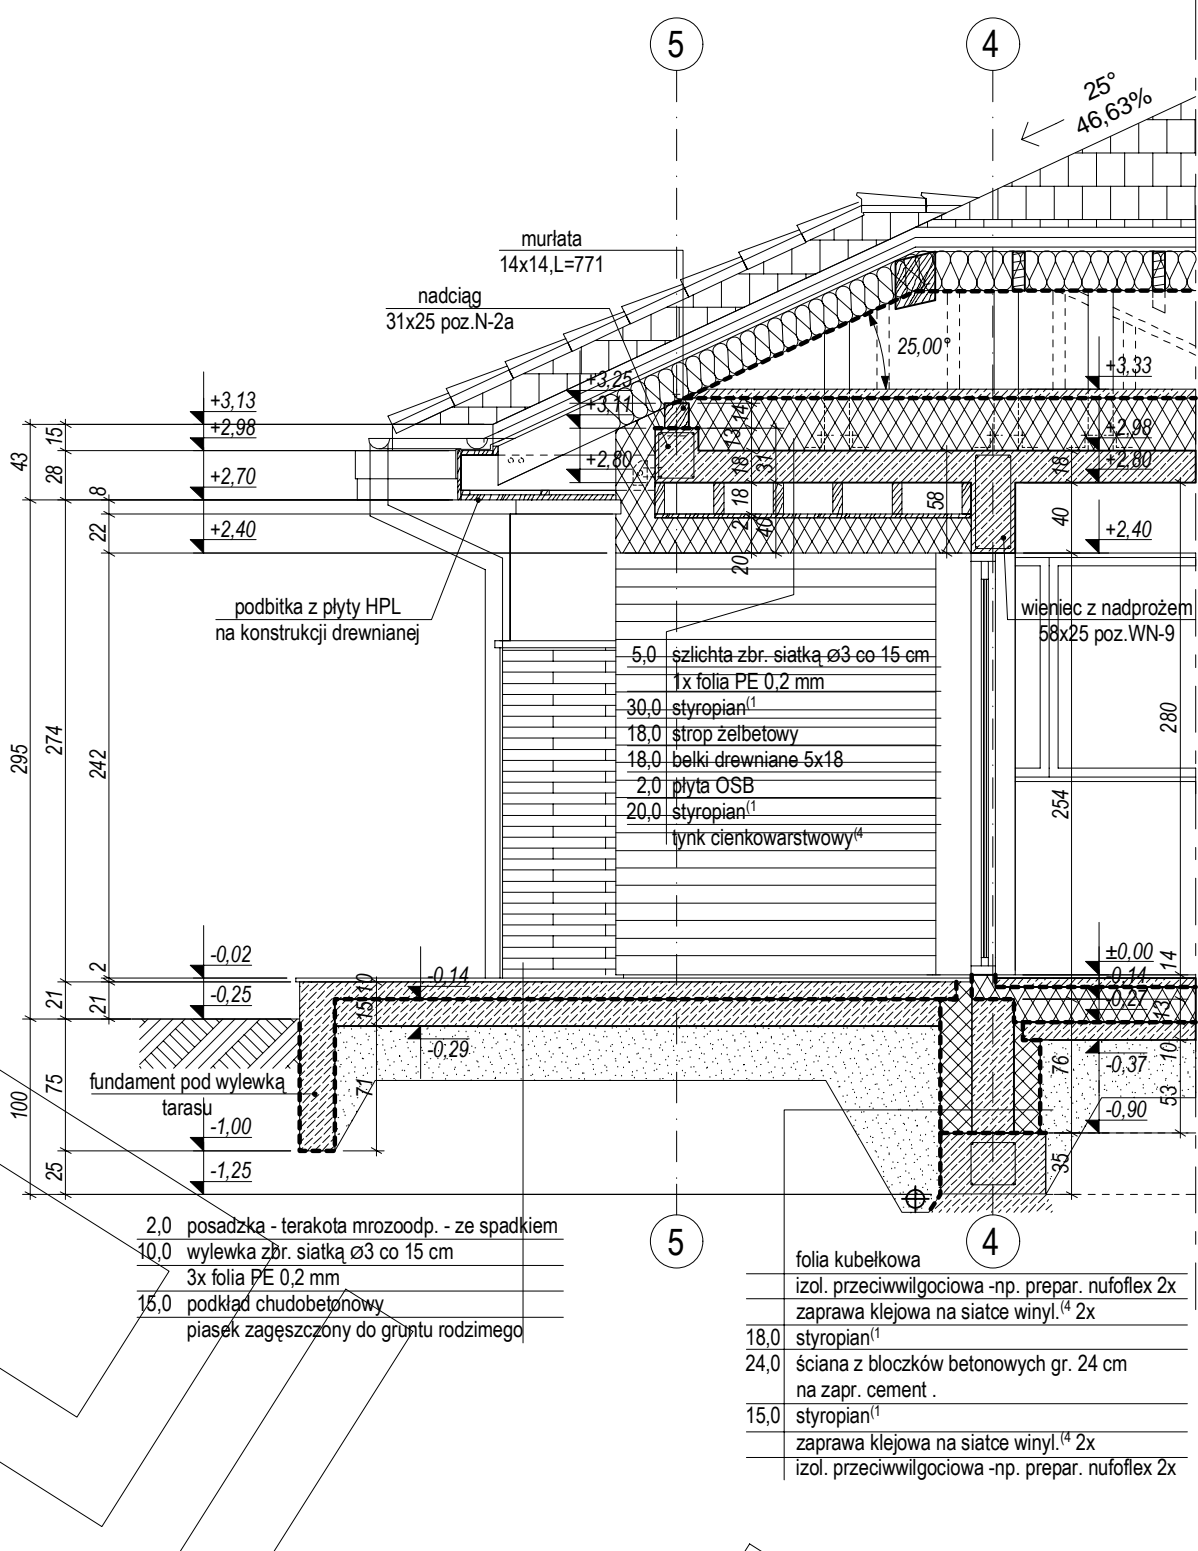 5
4
25°
46,63%
murłata
14x14,L=771
nadciąg
31x25 poz.N-2a
25,00°
+3,33
+3,25
+3,11
+3,13
+2,98
+2,98
+2,80
+2,80
+2,70
+2,40
+2,40
43
15
28
8
22
14
13
18
31
18
2
40
20
58
18
40
podbitka z płyty HPL
na konstrukcji drewnianej
wieniec z nadprożem
58x25 poz.WN-9
5,0 szlichta zbr. siatką Ø3 co 15 cm
1x folia PE 0,2 mm
30,0 styropian(1
18,0 strop żelbetowy
18,0 belki drewniane 5x18
2,0 płyta OSB
20,0 styropian(1
tynk cienkowarstwowy(4
295
274
242
280
254
-0,02
-0,25
2
21
21
-0,14
10
15
-0,29
71
±0,00
-0,14
-0,27
14
13
-0,37
10
76
53
-0,90
35
fundament pod wylewką
tarasu
-1,00
-1,25
100
75
25
5
4
2,0 posadzka - terakota mrozoodp. - ze spadkiem
10,0 wylewka zbr. siatką Ø3 co 15 cm
3x folia PE 0,2 mm
15,0 podkład chudobetonowy
piasek zagęszczony do gruntu rodzimego
folia kubełkowa
izol. przeciwwilgociowa -np. prepar. nufoflex 2x
zaprawa klejowa na siatce winyl.(4 2x
18,0 styropian(1
24,0 ściana z bloczków betonowych gr. 24 cm
na zapr. cement .
15,0 styropian(1
zaprawa klejowa na siatce winyl.(4 2x
izol. przeciwwilgociowa -np. prepar. nufoflex 2x